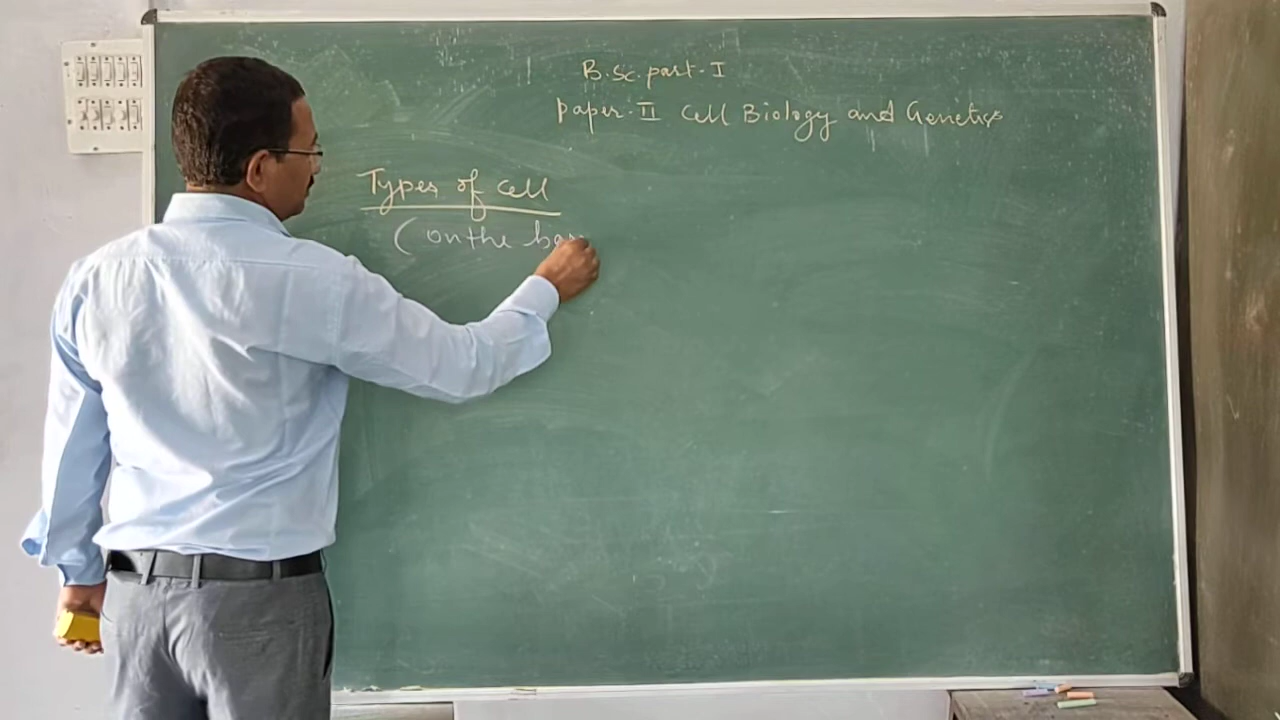 B.Sc. part-I
Paper-II Cell Biology and Genetics
Types of cell
( on the